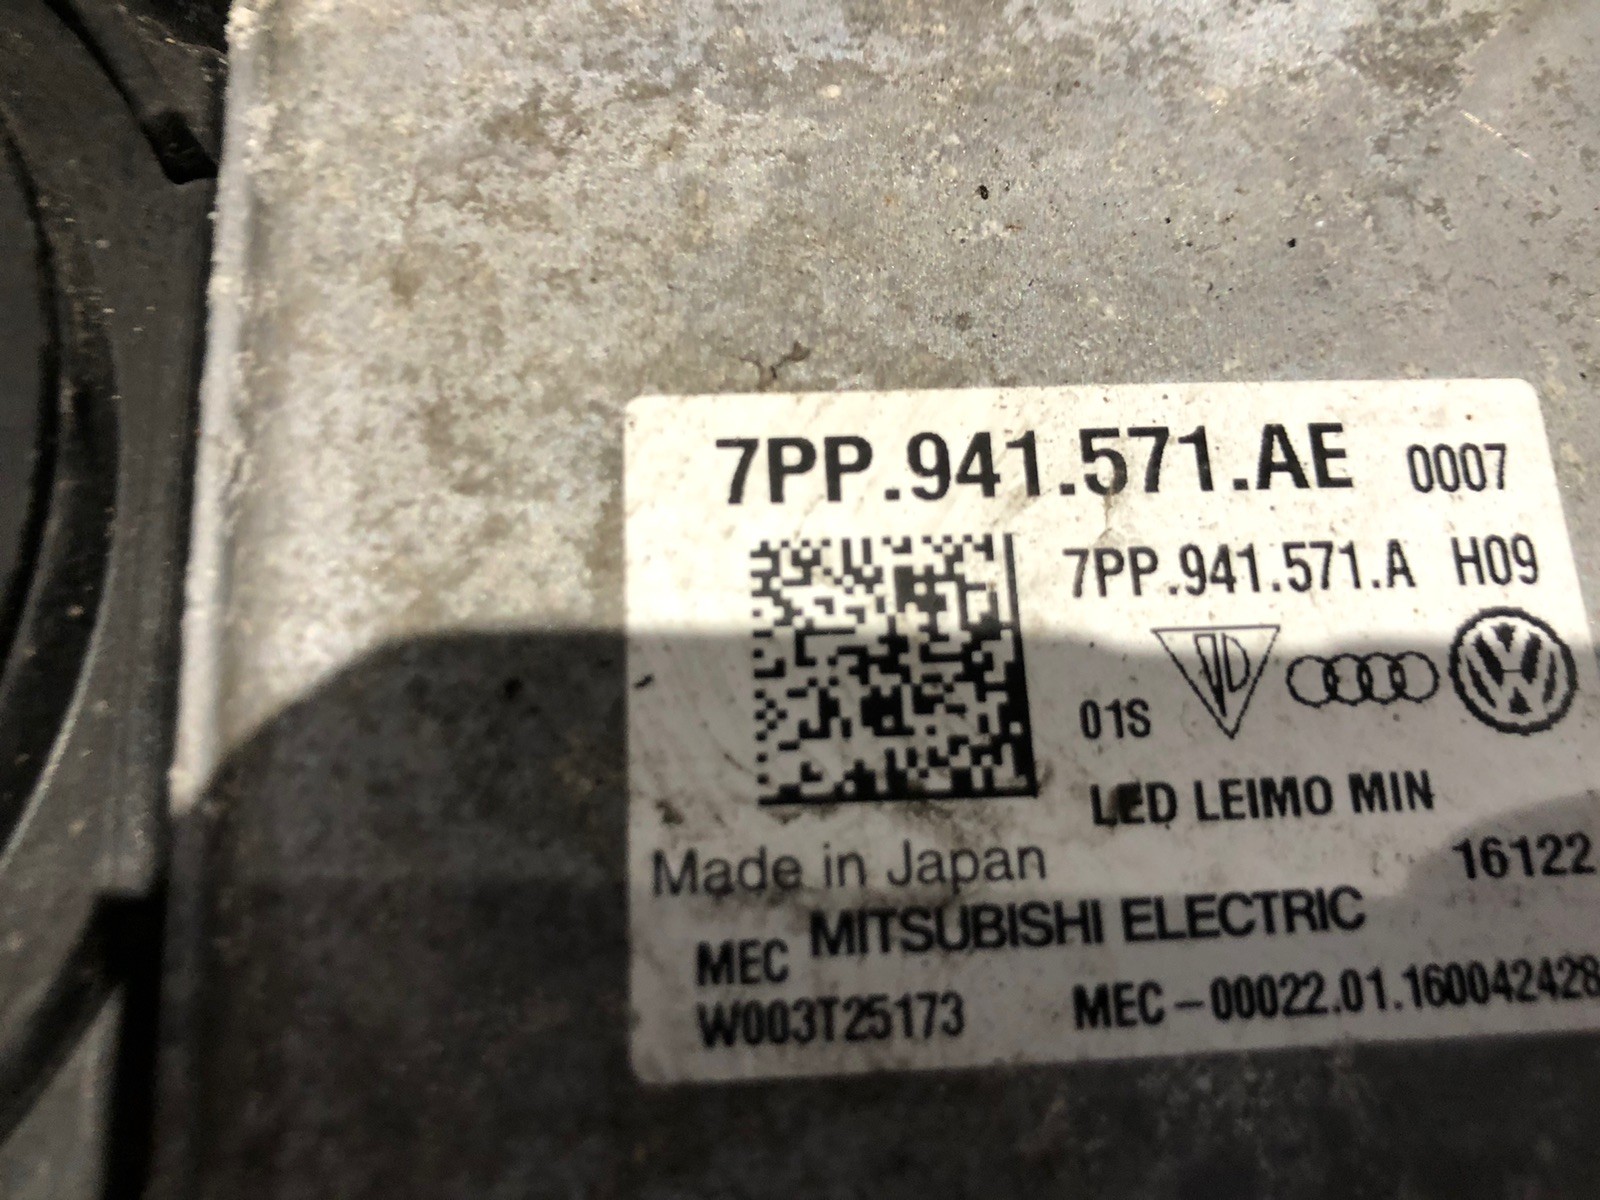 7PP.941.571.AE 0007
7PP.941.571.A H09
01S
LED LEIMO MIN
Made in Japan 16122
MEC MITSUBISHI ELECTRIC
W003T25173 MEC-00022.01.160042428